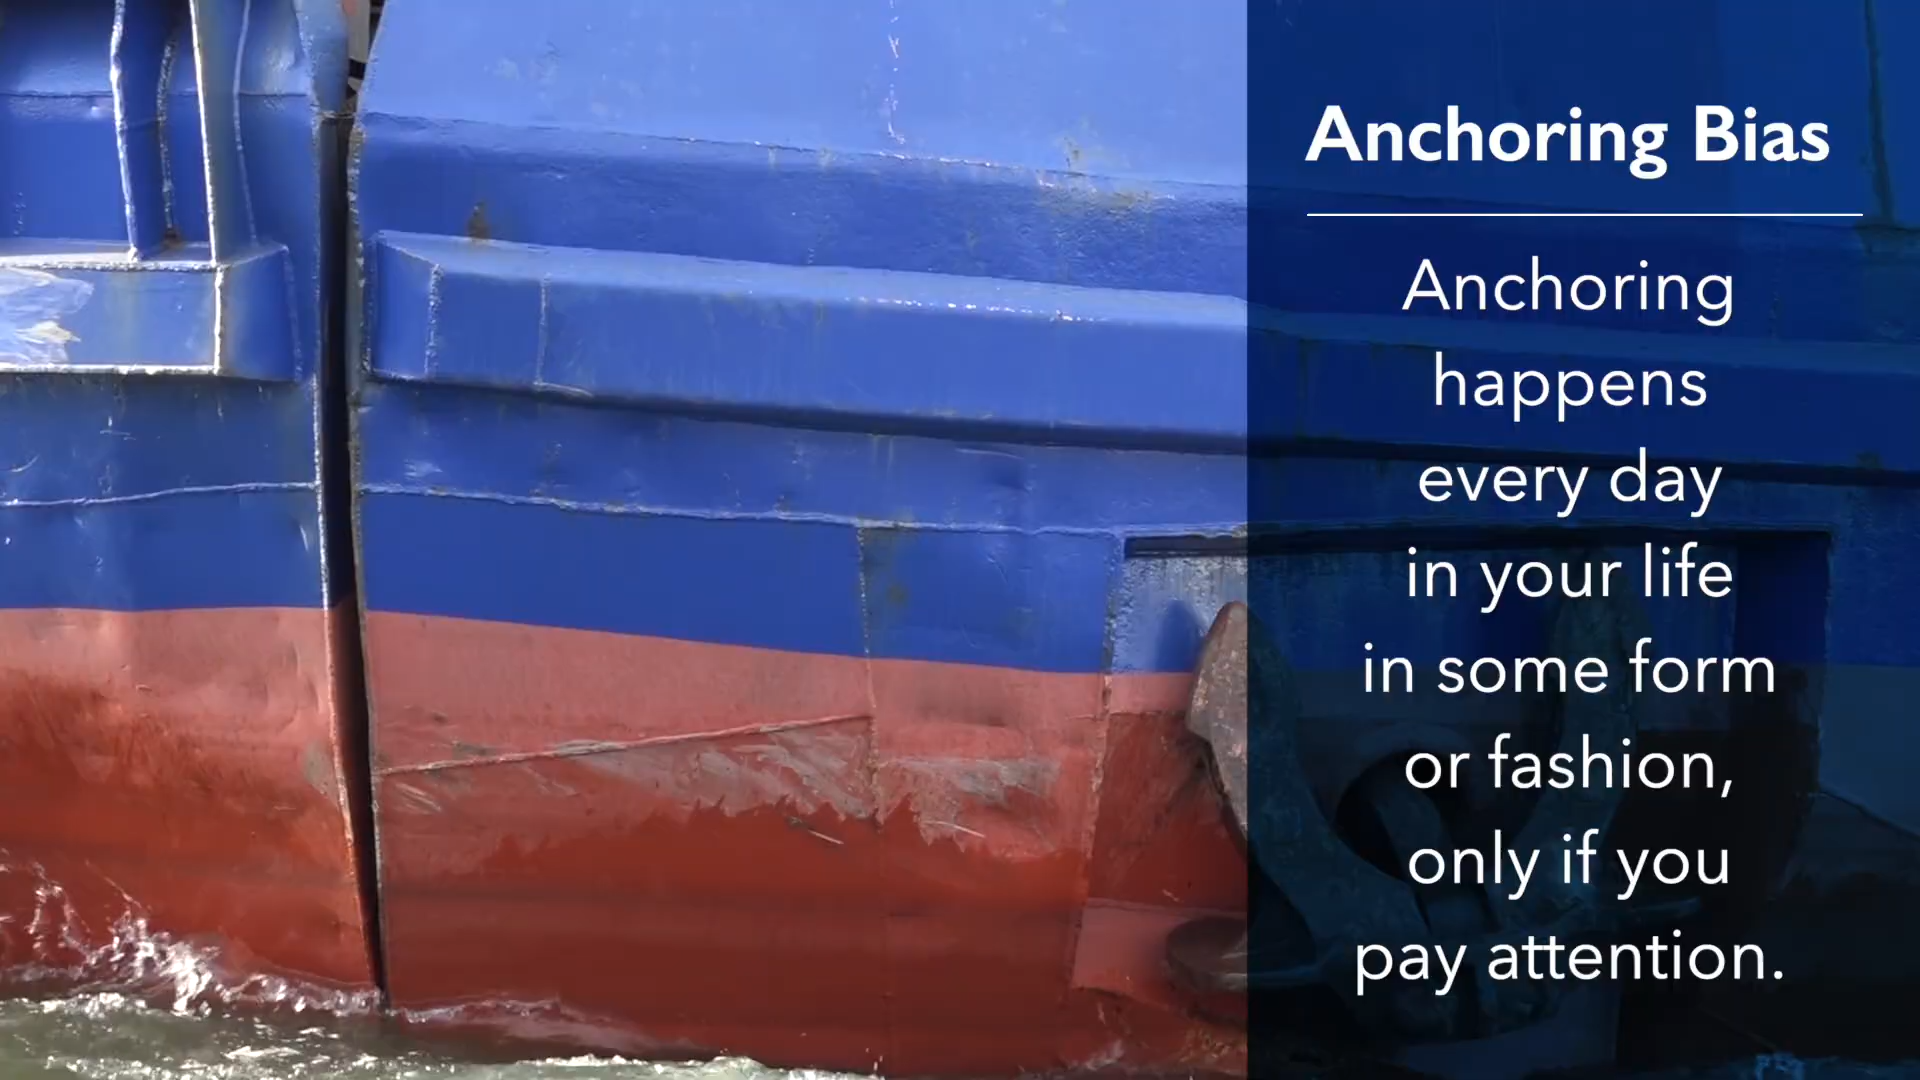 Anchoring Bias
Anchoring
happens
every day
in your life
in some form
or fashion,
only if you
pay attention.